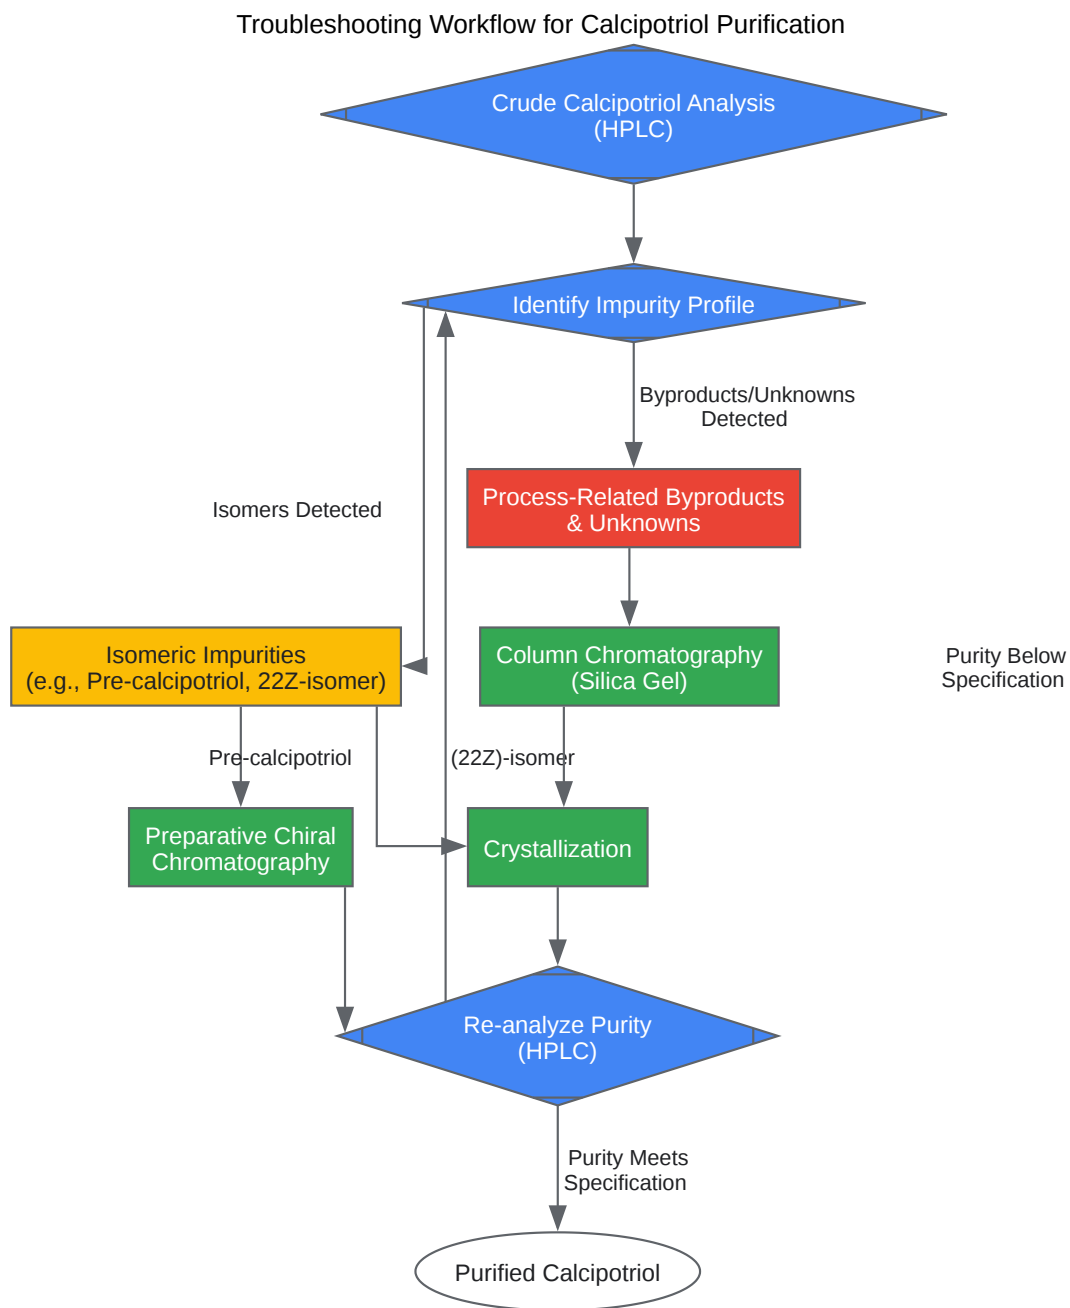 Troubleshooting Workflow for Calcipotriol Purification
Crude Calcipotriol Analysis
(HPLC)
Identify Impurity Profile
Byproducts/Unknowns
Detected
Process-Related Byproducts
& Unknowns
Isomers Detected
Isomeric Impurities
(e.g., Pre-calcipotriol, 22Z-isomer)
Column Chromatography
(Silica Gel)
Purity Below
Specification
Pre-calcipotriol
(22Z)-isomer
Preparative Chiral
Chromatography
Crystallization
Re-analyze Purity
(HPLC)
Purity Meets
Specification
Purified Calcipotriol